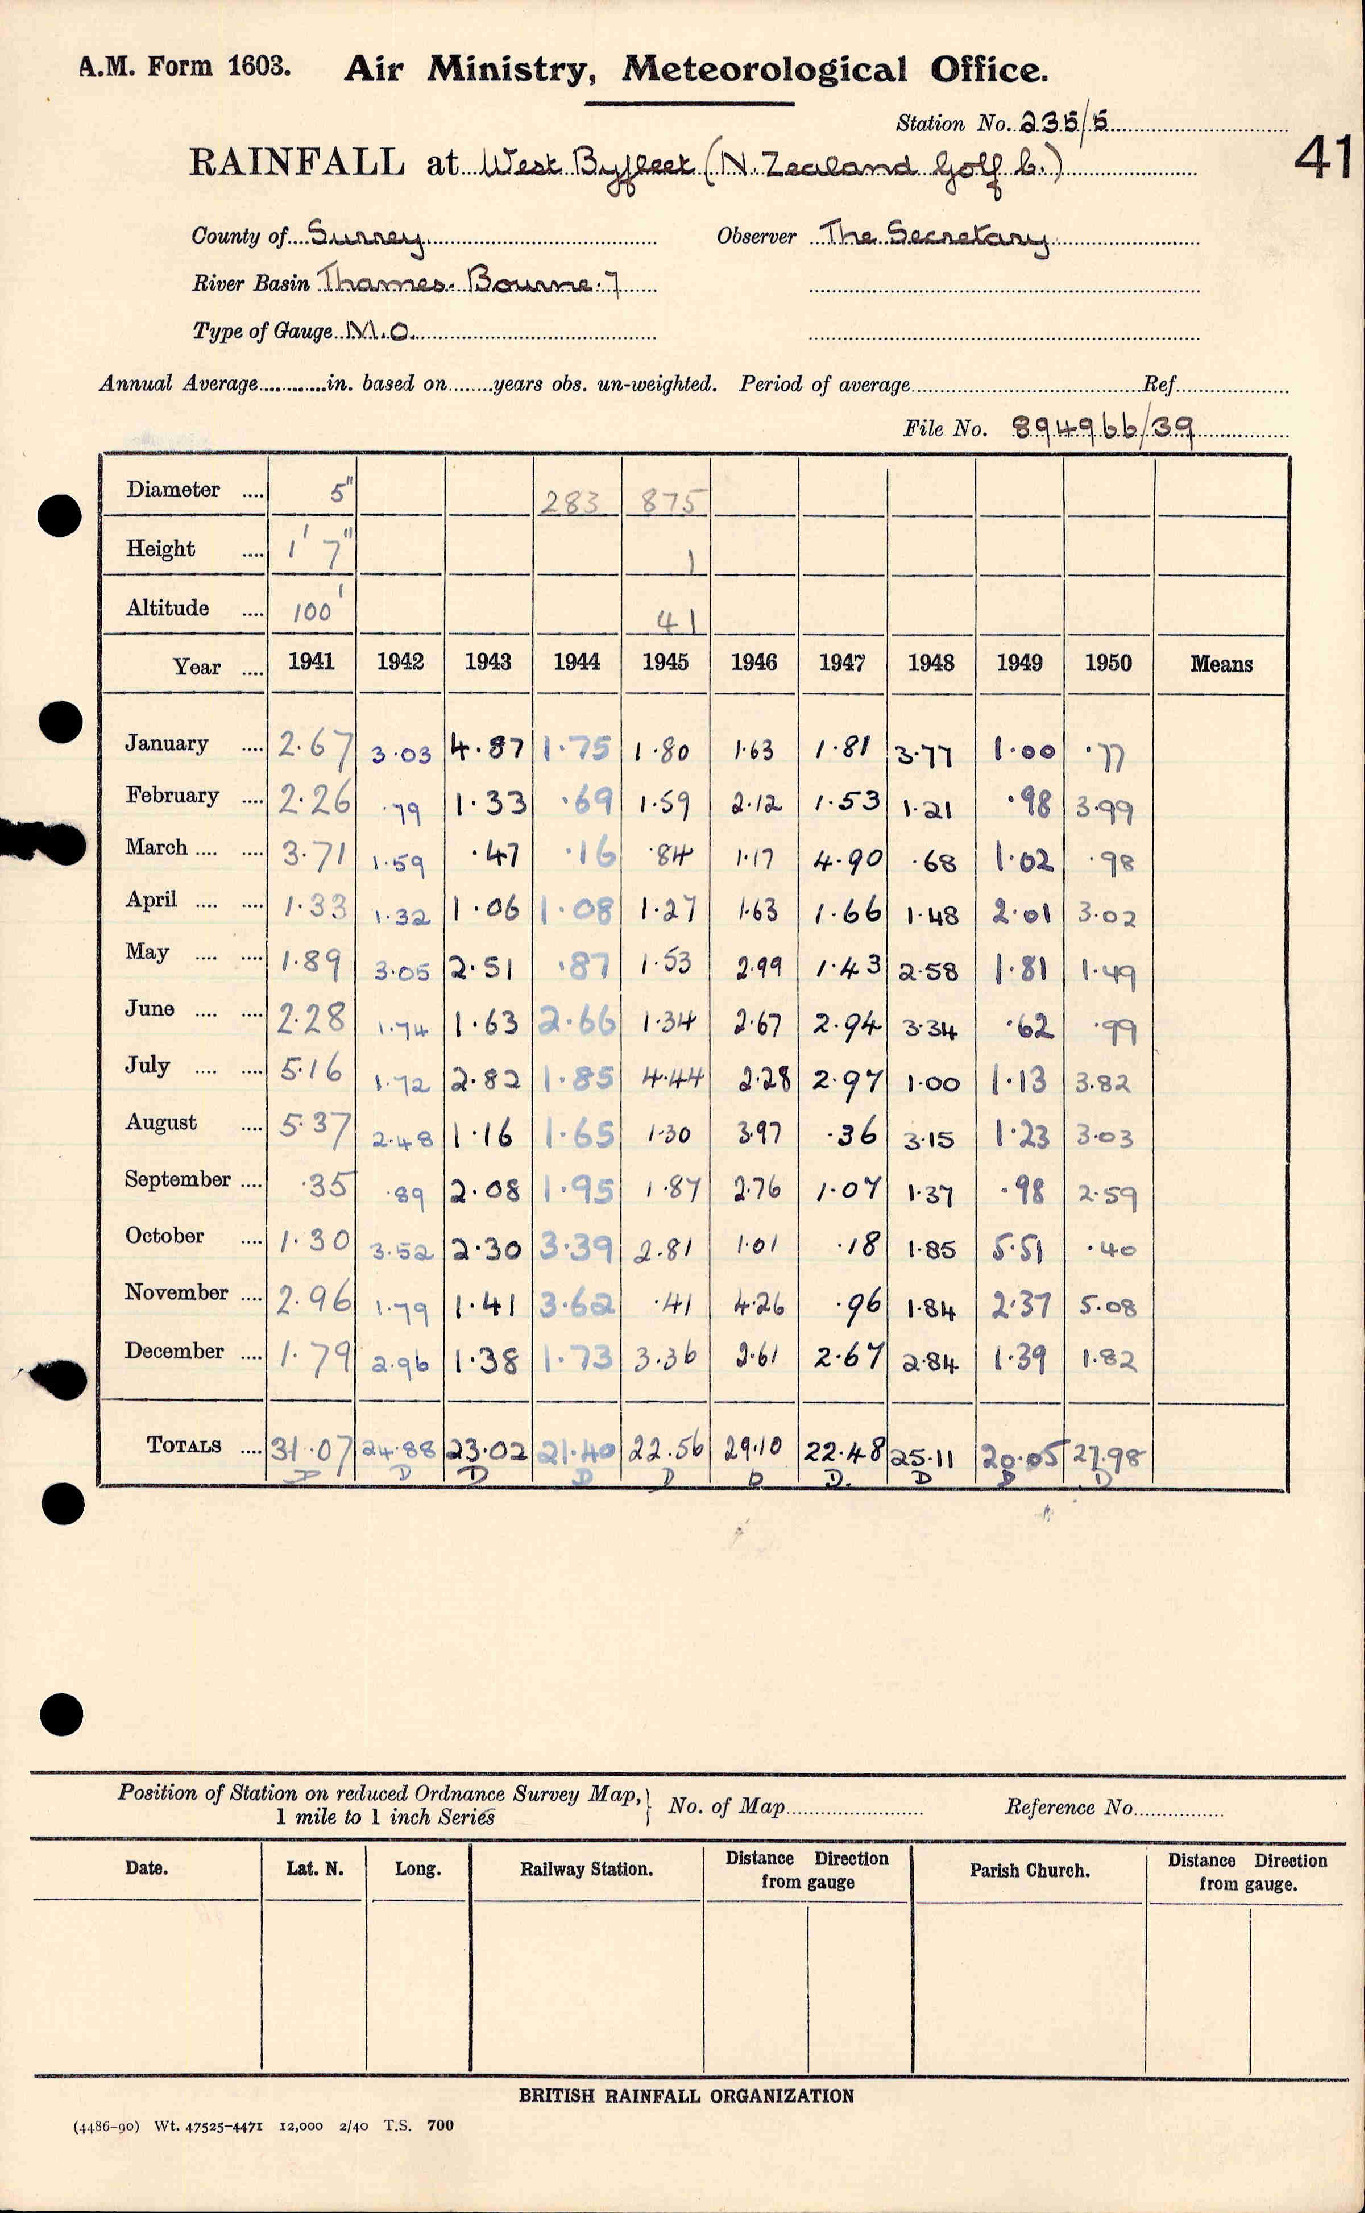 A.M. Form 1603. Air Ministry, Meteorological Office.
Station No. 235/5
41
RAINFALL at West Byfleet (N. Zealand Golf C.)
County of Surrey Observer The Secretary
River Basin Thames. Bourne. 7
Type of Gauge M.O.
Annual Average............in. based on........years obs. un-weighted. Period of average Ref.
File No. 894966/39
Diameter .... 5" 283 875
Height .... 1' 7" 1
Altitude .... 100' 41
Year .... 1941 1942 1943 1944 1945 1946 1947 1948 1949 1950 Means
January .... 2.67 3.03 4.87 1.75 1.80 1.63 1.81 3.77 1.00 .77
February .... 2.26 .79 1.33 .69 1.59 2.12 1.53 1.21 .98 3.99
March .... .... 3.71 1.59 .47 .16 .84 1.17 4.90 .68 1.02 .98
April .... .... 1.33 1.32 1.06 1.08 1.27 1.63 1.66 1.48 2.01 3.02
May .... .... 1.89 3.05 2.51 .87 1.53 2.99 1.43 2.58 1.81 1.49
June .... .... 2.28 1.74 1.63 2.66 1.34 2.67 2.94 3.34 .62 .99
July .... .... 5.16 1.72 2.82 1.85 4.44 2.28 2.97 1.00 1.13 3.82
August .... 5.37 2.48 1.16 1.65 1.30 3.97 .36 3.15 1.23 3.03
September .... .35 .89 2.08 1.95 1.87 2.76 1.07 1.37 .98 2.59
October .... 1.30 3.52 2.30 3.39 2.81 1.01 .18 1.85 5.51 .40
November .... 2.96 1.79 1.41 3.62 .41 4.26 .96 1.84 2.37 5.08
December .... 1.79 2.96 1.38 1.73 3.36 2.61 2.67 2.84 1.39 1.82
TOTALS .... 31.07 24.88 23.02 21.40 22.56 29.10 22.48 25.11 20.05 27.98
D D D D D D D. D D D
Position of Station on reduced Ordnance Survey Map, } No. of Map Reference No.
1 mile to 1 inch Series
Date. Lat. N. Long. Railway Station. Distance Direction from gauge Parish Church. Distance Direction from gauge.
BRITISH RAINFALL ORGANIZATION
(4486-90) Wt. 47525-4471 12,000 2/40 T.S. 700